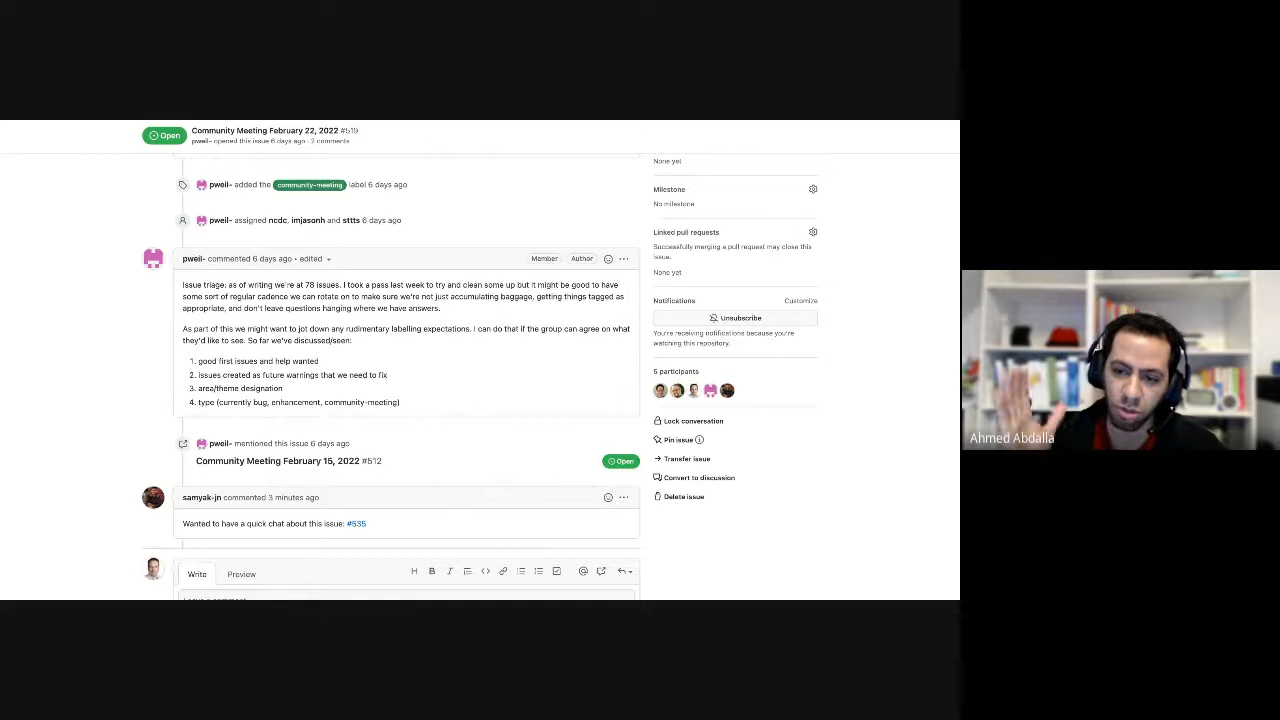 Open
Community Meeting February 22, 2022 #519
pweil- opened this issue 6 days ago · 2 comments
None yet
pweil- added the community-meeting label 6 days ago
Milestone
No milestone
pweil- assigned ncdc, imjasonh and sttts 6 days ago
Linked pull requests
Successfully merging a pull request may close this
issue.
None yet
pweil- commented 6 days ago • edited
Member
Author
Issue triage: as of writing we're at 78 issues. I took a pass last week to try and clean some up but it might be good to have
some sort of regular cadence we can rotate on to make sure we're not just accumulating baggage, getting things tagged as
appropriate, and don't leave questions hanging where we have answers.
As part of this we might want to jot down any rudimentary labelling expectations. I can do that if the group can agree on what
they'd like to see. So far we've discussed/seen:
1. good first issues and help wanted
2. issues created as future warnings that we need to fix
3. area/theme designation
4. type (currently bug, enhancement, community-meeting)
Notifications
Customize
Unsubscribe
You're receiving notifications because you're
watching this repository.
5 participants
Lock conversation
Pin issue
Transfer issue
Convert to discussion
Delete issue
pweil- mentioned this issue 6 days ago
Community Meeting February 15, 2022 #512
Open
samyak-jn commented 3 minutes ago
Wanted to have a quick chat about this issue: #535
Write
Preview
H B I
Ahmed Abdalla